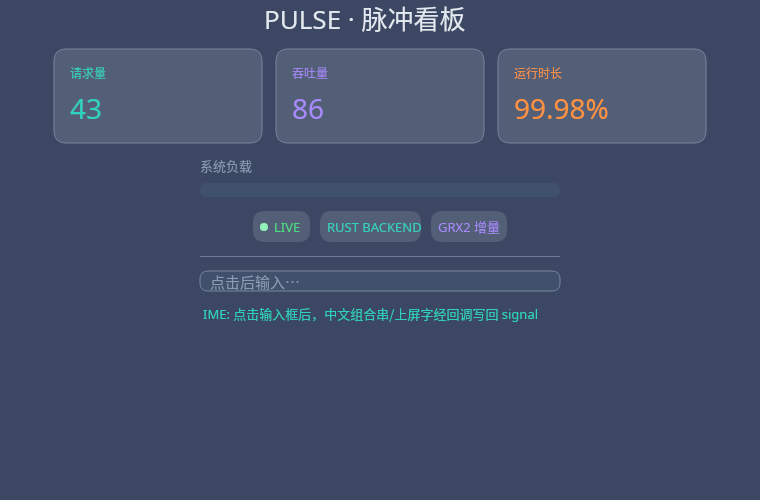 PULSE · 脉冲看板
请求量 吞吐量 运行时长
43 86 99.98%
系统负载
LIVE RUST BACKEND GRX2 增量
点击后输入…
IME: 点击输入框后，中文组合串/上屏字经回调写回 signal